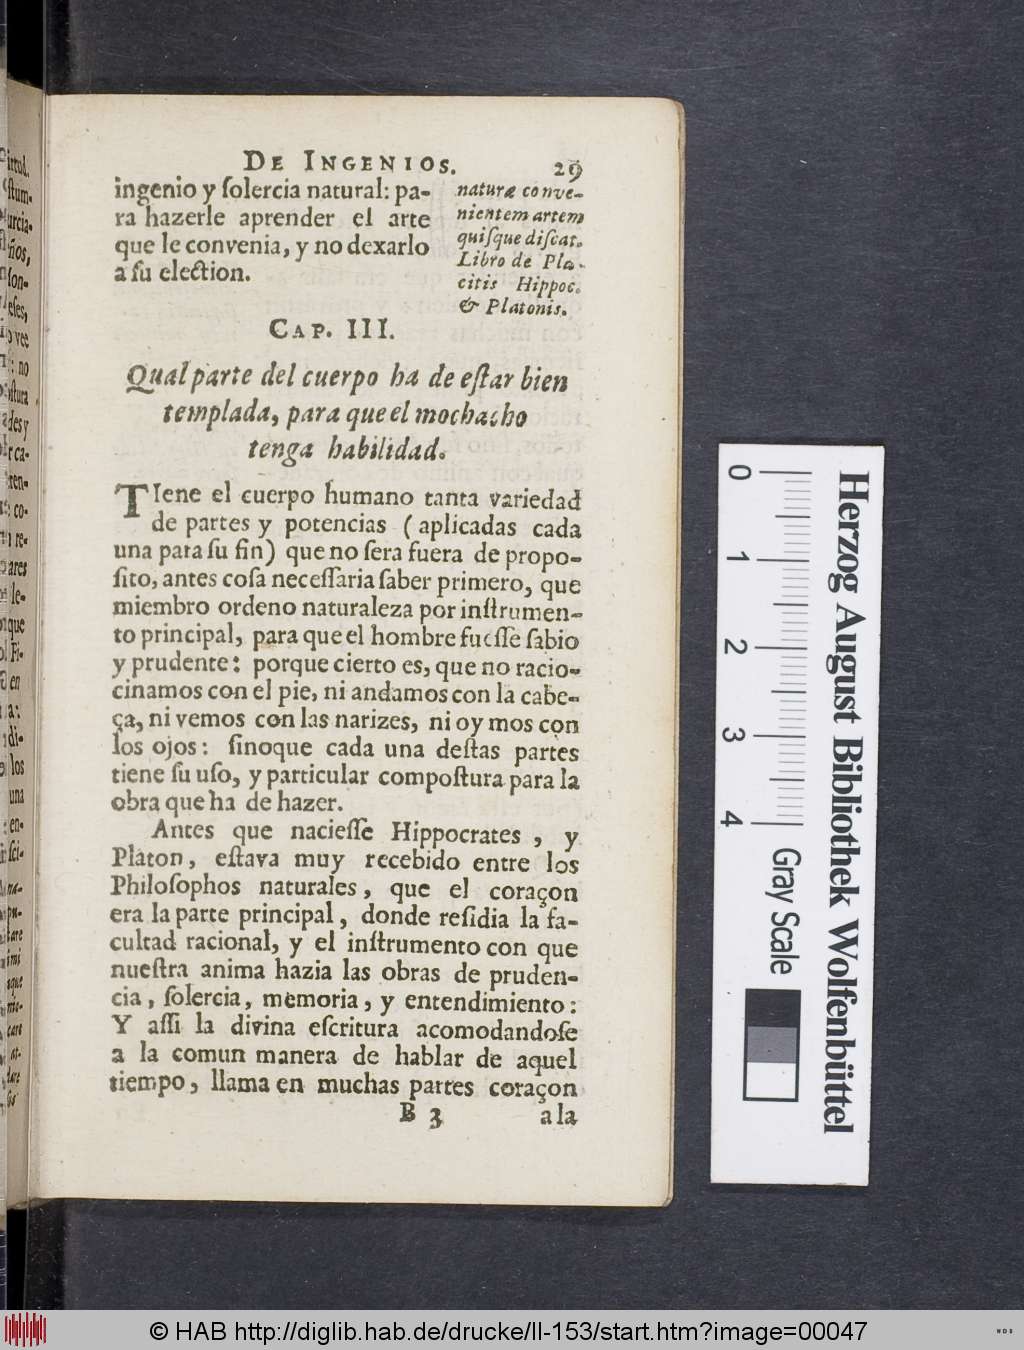 DE INGENIOS. 29
ingenio y ſolercia natural: pa-
ra hazerle aprender el arte
que le convenia, y no dexarlo
a ſu election.
naturæ conve-
nientem artem
quiſque diſcat.
Libro de Pla-
citis Hippoc.
& Platonis.
CAP. III.
Qual parte del cuerpo ha de eſtar bien
templada, para que el mochacho
tenga habilidad.
TIene el cuerpo humano tanta variedad
de partes y potencias (aplicadas cada
una para ſu fin) que no ſera fuera de propo-
ſito, antes coſa neceſſaria ſaber primero, que
miembro ordeno naturaleza por inſtrumen-
to principal, para que el hombre fueſſe ſabio
y prudente: porque cierto es, que no racio-
cinamos con el pie, ni andamos con la cabe-
ça, ni vemos con las narizes, ni oymos con
los ojos: ſinoque cada una deſtas partes
tiene ſu uſo, y particular compoſtura para la
obra que ha de hazer.
Antes que nacieſſe Hippocrates, y
Platon, eſtava muy recebido entre los
Philoſophos naturales, que el coraçon
era la parte principal, donde reſidia la fa-
cultad racional, y el inſtrumento con que
nueſtra anima hazia las obras de pruden-
cia, ſolercia, memoria, y entendimiento:
Y aſſi la divina eſcritura acomodandoſe
a la comun manera de hablar de aquel
tiempo, llama en muchas partes coraçon
B 3 a la
0
1
2
3
4
Gray Scale
Herzog August Bibliothek Wolfenbüttel
© HAB http://diglib.hab.de/drucke/ll-153/start.htm?image=00047